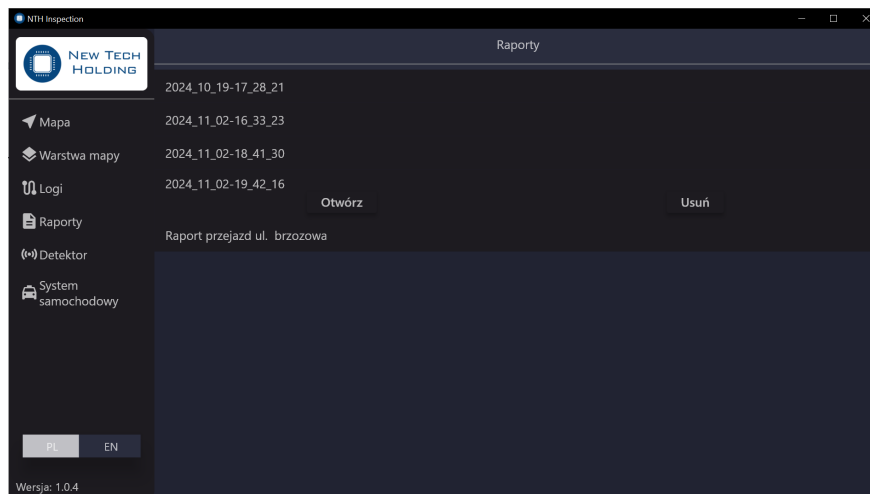 NTH Inspection
NEW TECH
HOLDING
Raporty
Mapa
Warstwa mapy
Logi
Raporty
Detektor
System
samochodowy
PL EN
Wersja: 1.0.4
2024_10_19-17_28_21
2024_11_02-16_33_23
2024_11_02-18_41_30
2024_11_02-19_42_16
Otwórz Usuń
Raport przejazd ul. brzozowa